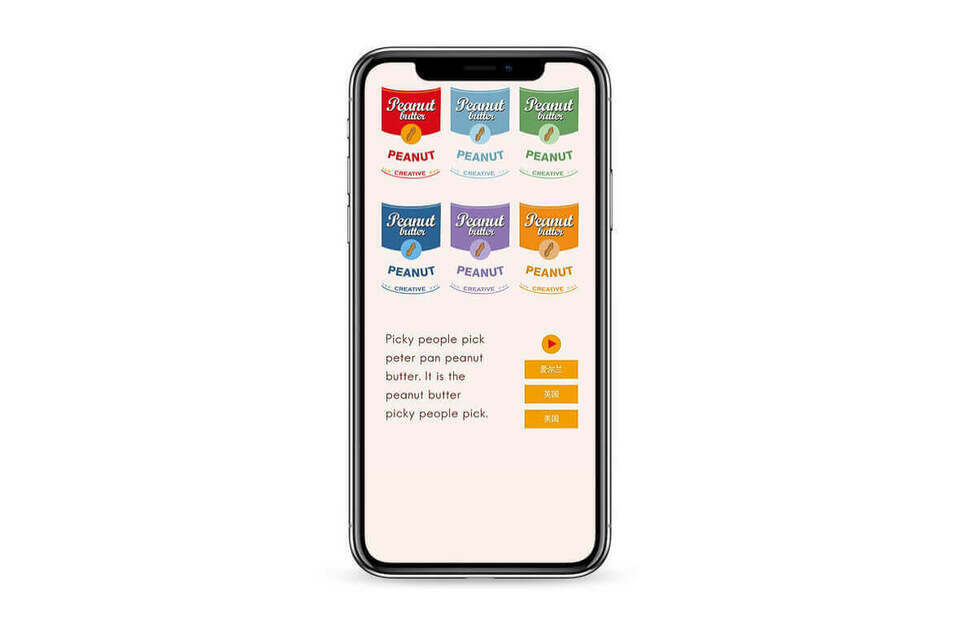 Peanut Peanut Peanut
butter butter butter
PEANUT PEANUT PEANUT
CREATIVE CREATIVE CREATIVE
Peanut Peanut Peanut
butter butter butter
PEANUT PEANUT PEANUT
CREATIVE CREATIVE CREATIVE
Picky people pick
peter pan peanut
butter. It is the
peanut butter
picky people pick.
爱尔兰
英国
美国